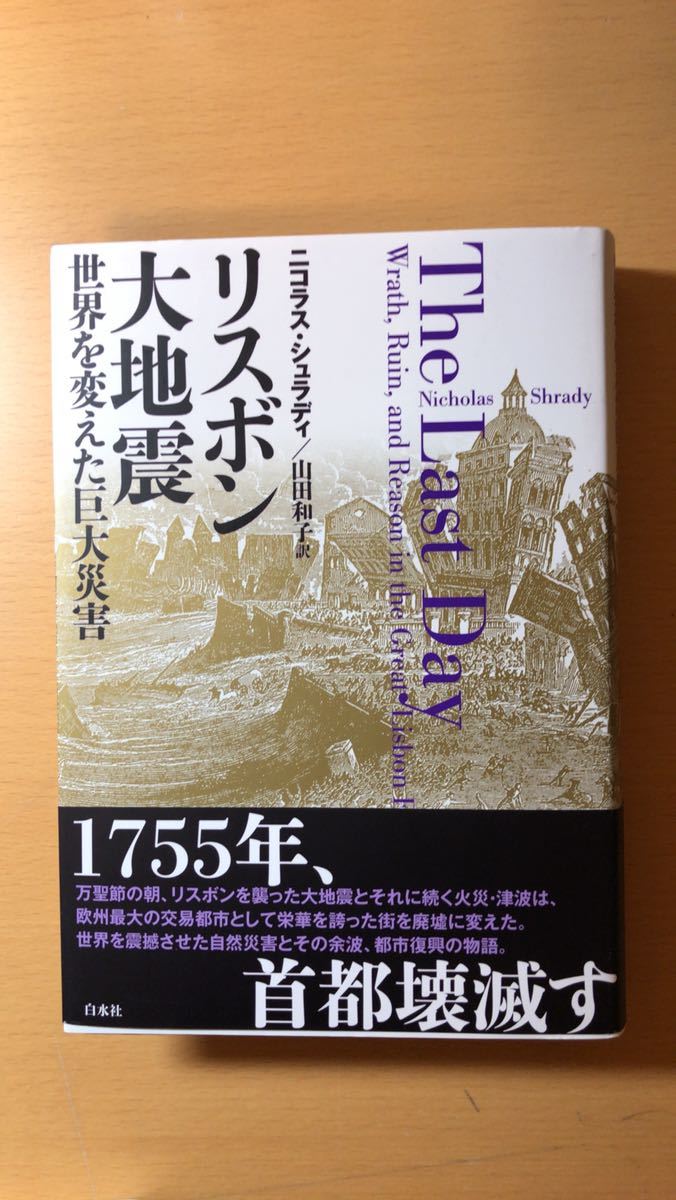 The Last Day
Wrath, Ruin, and Reason in the Great Lisbon
Nicholas Shrady
ニコラス・シュラディ／山田和子訳
リスボン
大地震
世界を変えた巨大災害
1755年、
万聖節の朝、リスボンを襲った大地震とそれに続く火災・津波は、
欧州最大の交易都市として栄華を誇った街を廃墟に変えた。
世界を震撼させた自然災害とその余波、都市復興の物語。
首都壊滅す
白水社